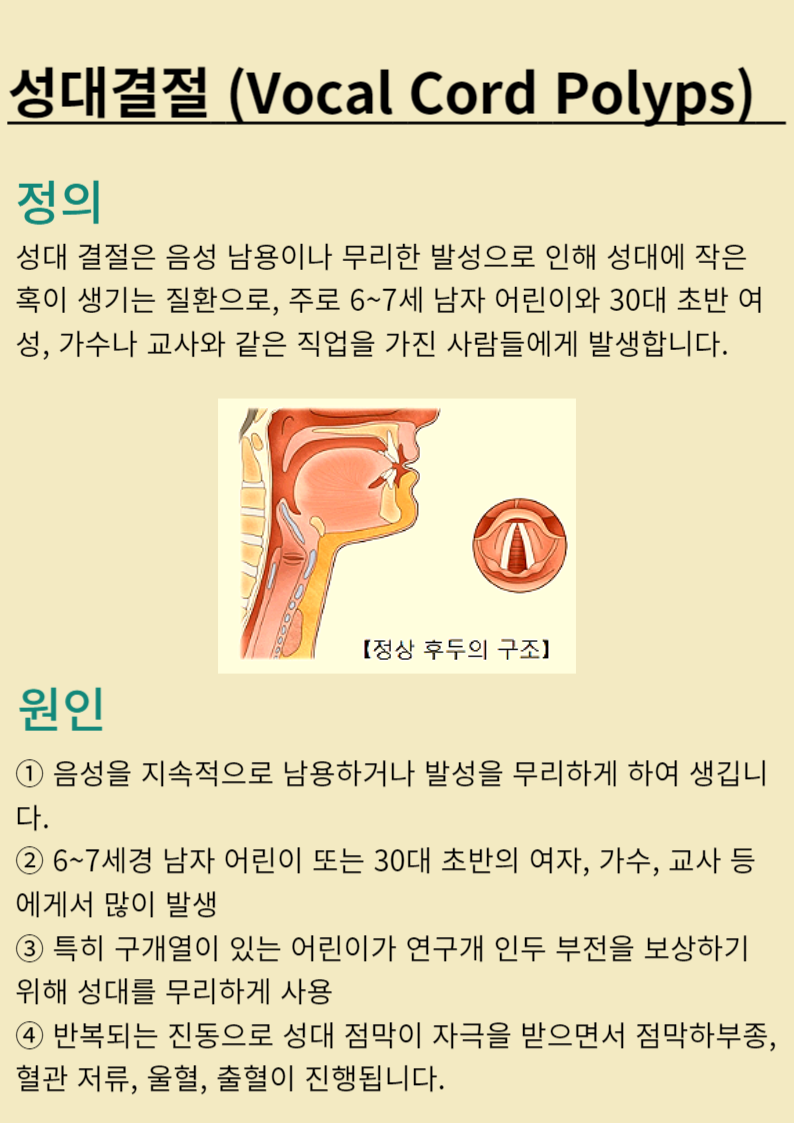 성대결절 (Vocal Cord Polyps)
정의
성대 결절은 음성 남용이나 무리한 발성으로 인해 성대에 작은
혹이 생기는 질환으로, 주로 6~7세 남자 어린이와 30대 초반 여
성, 가수나 교사와 같은 직업을 가진 사람들에게 발생합니다.
【정상 후두의 구조】
원인
① 음성을 지속적으로 남용하거나 발성을 무리하게 하여 생깁니
다.
② 6~7세경 남자 어린이 또는 30대 초반의 여자, 가수, 교사 등
에게서 많이 발생
③ 특히 구개열이 있는 어린이가 연구개 인두 부전을 보상하기
위해 성대를 무리하게 사용
④ 반복되는 진동으로 성대 점막이 자극을 받으면서 점막하부종,
혈관 저류, 울혈, 출혈이 진행됩니다.